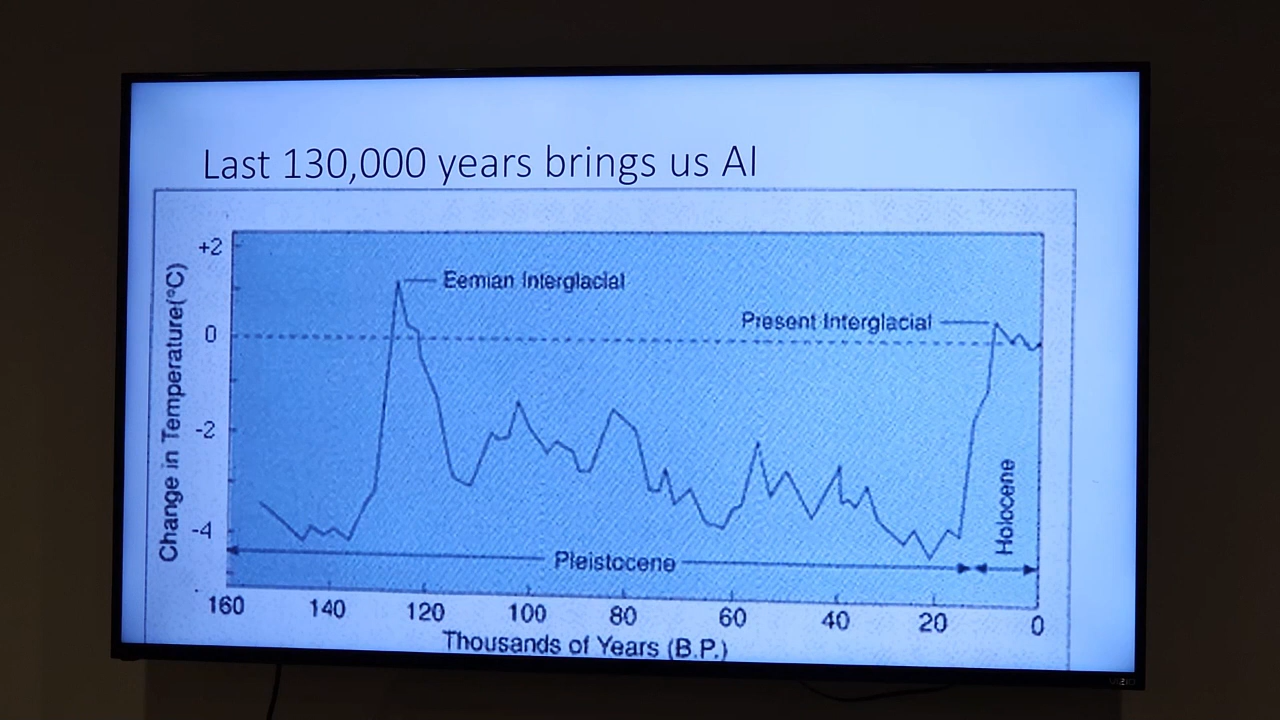 Last 130,000 years brings us AI
+2
Eemian Interglacial
Present Interglacial
0
Change in Temperature(°C)
-2
-4
Holocene
Pleistocene
160 140 120 100 80 60 40 20 0
Thousands of Years (B.P.)
VIZIO